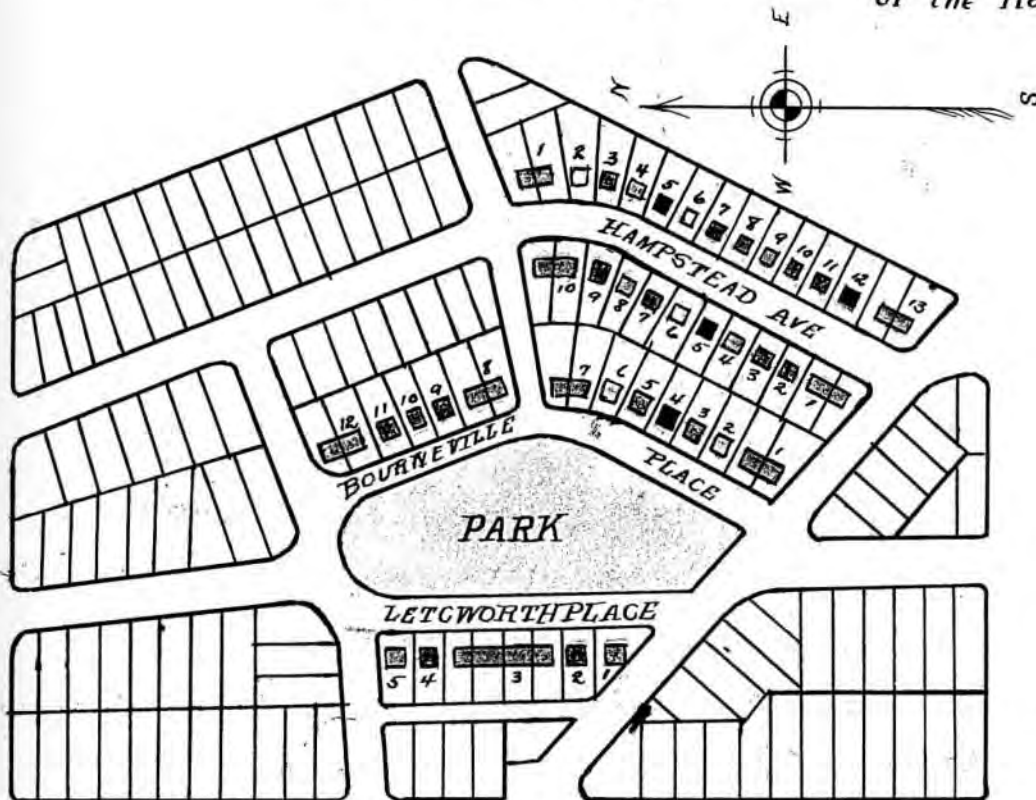 of the
E
N
S
W
1 2 3 4 5 6 7 8 9 10 11 12 13
HAMPSTEAD AVE
10 9 8 7 6 5 4 3 2 1
7 6 5 4 3 2 1
12 11 10 9 8
BOURNEVILLE PLACE
PARK
LETCWORTH PLACE
5 4 3 2 1